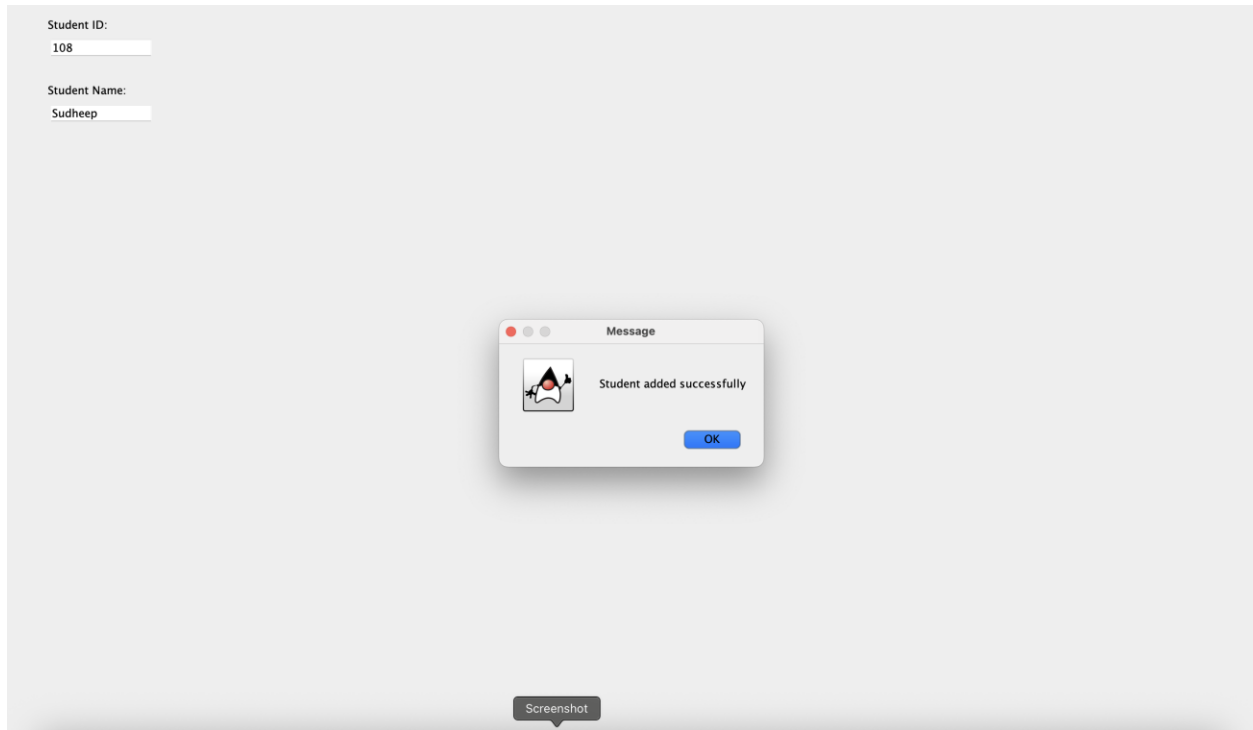 Student ID:
108
Student Name:
Sudheep
Message
Student added successfully
OK
Screenshot